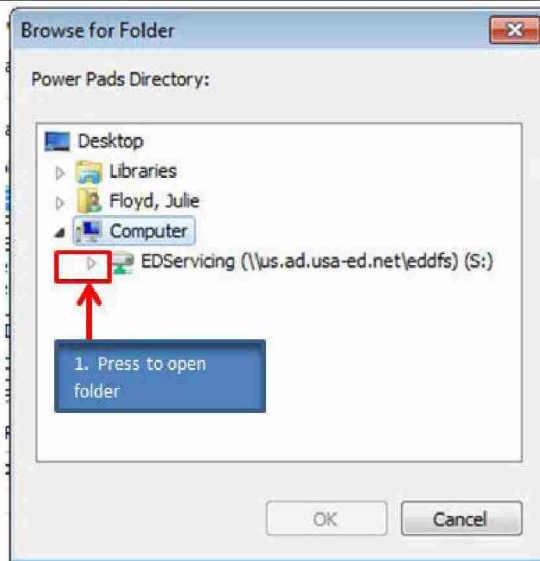 Browse for Folder
Power Pads Directory:
Desktop
Libraries
Floyd, Julie
Computer
EDServicing (\\us.ad.usa-ed.net\eddfs) (S:)
1. Press to open
folder
OK
Cancel